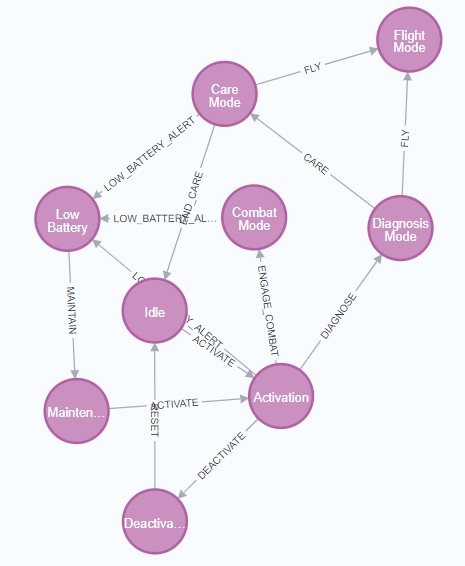 Flight
Mode
FLY
Care
Mode
LOW_BATTERY_ALERT
CARE
FLY
END_CARE
Low
Battery
LOW_BATTERY_AL...
Combat
Mode
Diagnosis
Mode
Idle
MAINTAIN
ENGAGE_COMBAT
DIAGNOSE
Y_ALERT
ACTIVATE
Mainten...
ACTIVATE
Activation
RESET
DEACTIVATE
Deactiva...